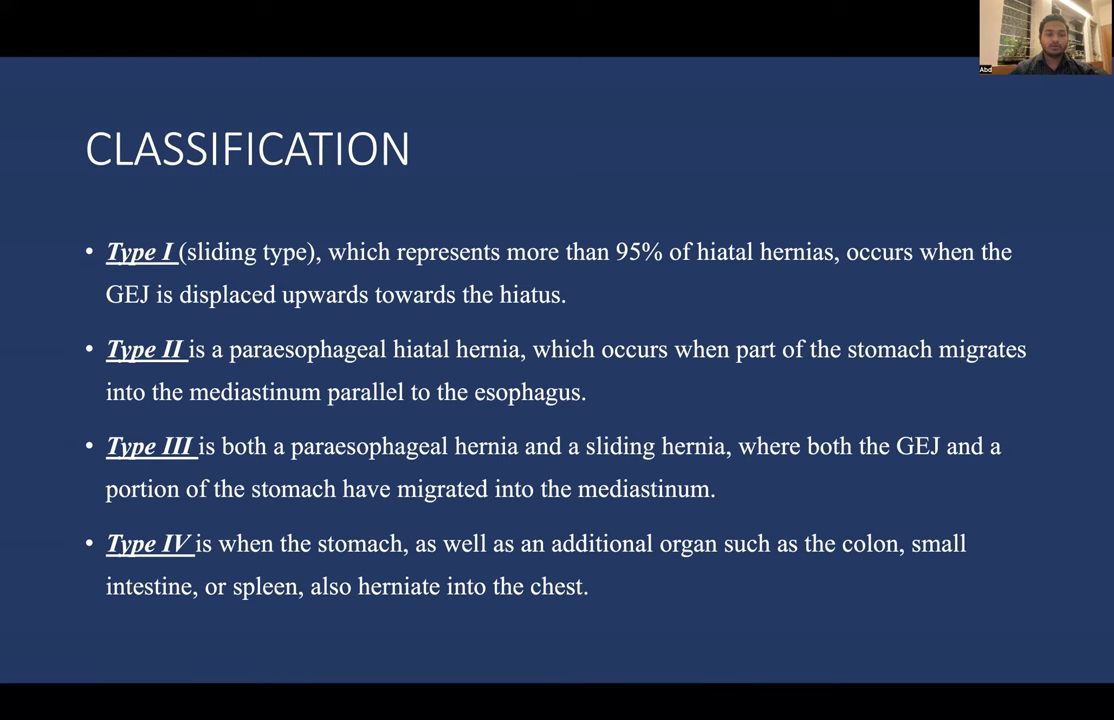 Abd
CLASSIFICATION
• Type I (sliding type), which represents more than 95% of hiatal hernias, occurs when the
GEJ is displaced upwards towards the hiatus.
• Type II is a paraesophageal hiatal hernia, which occurs when part of the stomach migrates
into the mediastinum parallel to the esophagus.
• Type III is both a paraesophageal hernia and a sliding hernia, where both the GEJ and a
portion of the stomach have migrated into the mediastinum.
• Type IV is when the stomach, as well as an additional organ such as the colon, small
intestine, or spleen, also herniate into the chest.